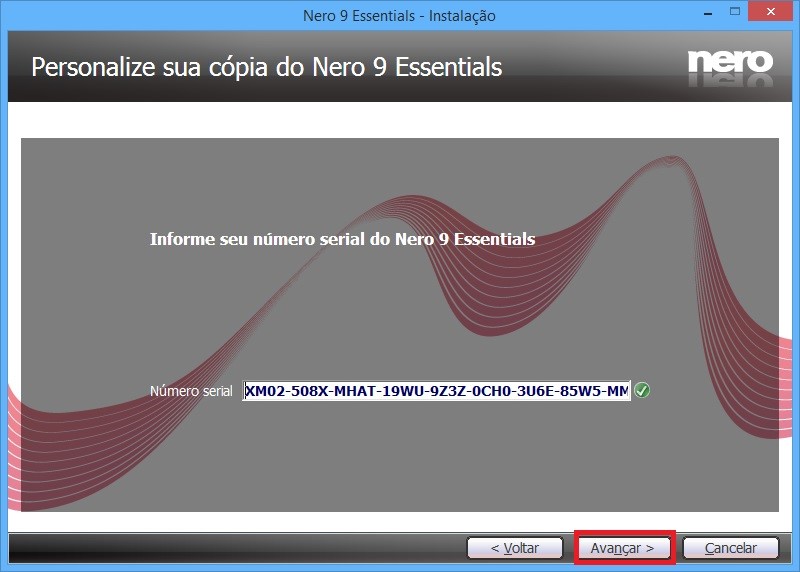 Nero 9 Essentials - Instalação
Personalize sua cópia do Nero 9 Essentials
nero
Informe seu número serial do Nero 9 Essentials
Número serial XM02-508X-MHAT-19WU-9Z3Z-0CH0-3U6E-85W5-MM
< Voltar Avançar > Cancelar